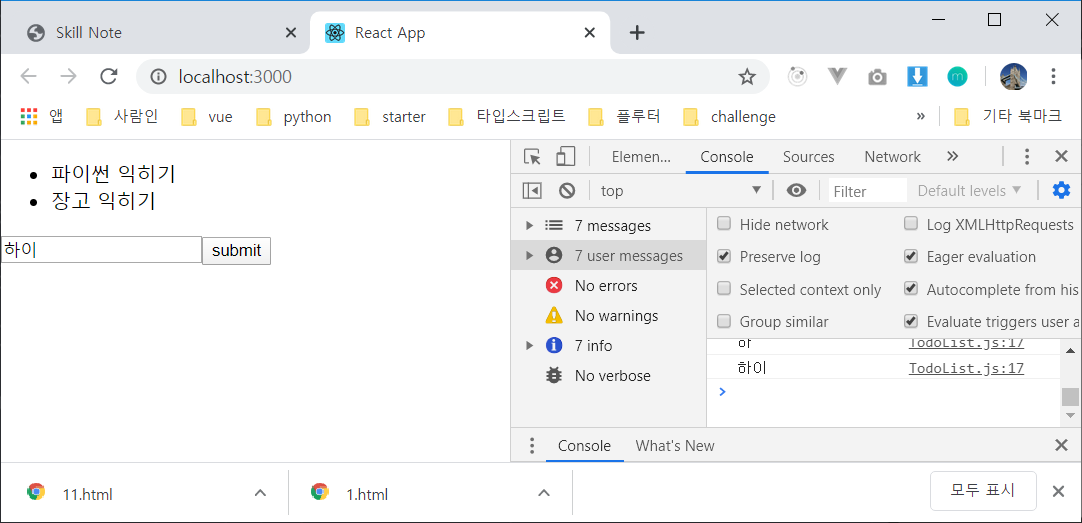 Skill Note
React App
localhost:3000
앱
사람인
vue
python
starter
타입스크립트
플루터
challenge
»
기타 북마크
파이썬 익히기
장고 익히기
하이 submit
Elemen... Console Sources Network »
top Filter Default levels
7 messages
7 user messages
No errors
No warnings
7 info
No verbose
Hide network Log XMLHttpRequests
Preserve log Eager evaluation
Selected context only Autocomplete from his
Group similar Evaluate triggers user a
하 TodoList.js:17
하이 TodoList.js:17
Console What's New
11.html 1.html 모두 표시